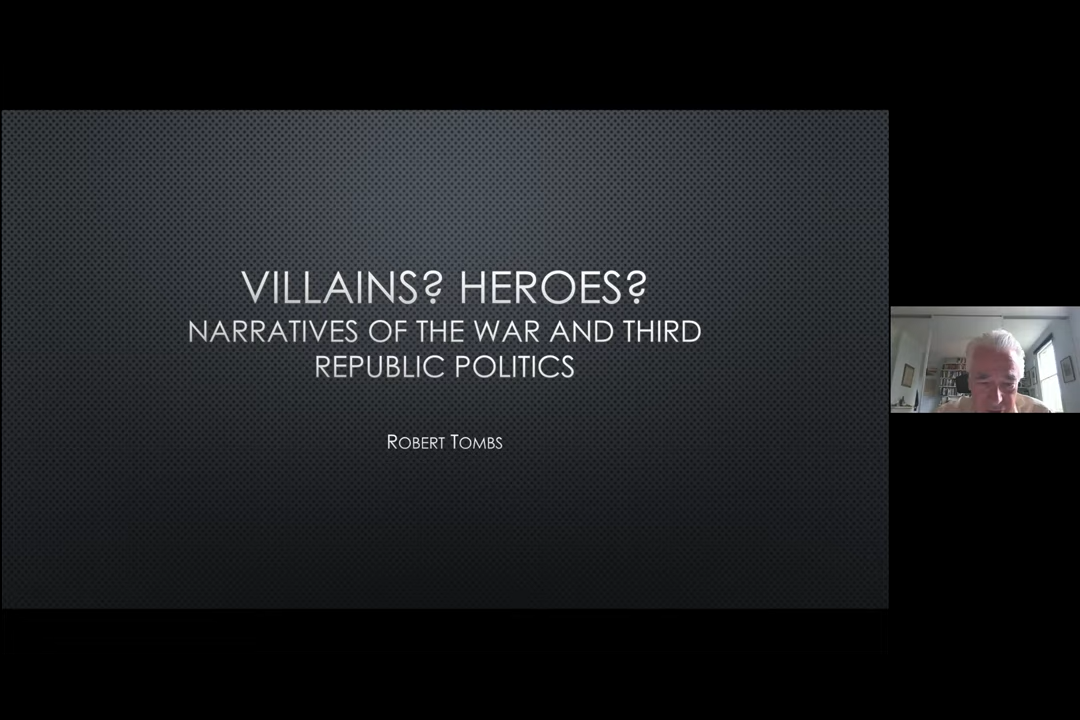 VILLAINS? HEROES?
NARRATIVES OF THE WAR AND THIRD
REPUBLIC POLITICS
ROBERT TOMBS